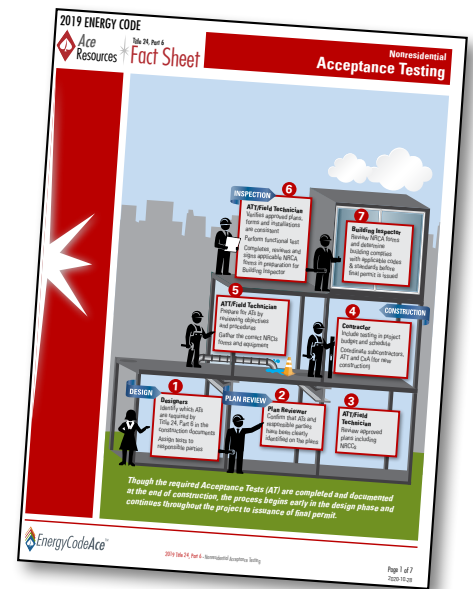 2019 ENERGY CODE
Ace
Resources
Title 24, Part 6
Fact Sheet
Nonresidential
Acceptance Testing
INSPECTION
6
ATT/Field Technician
Verifies approved plans,
forms and installations
are consistent
Perform functional test
Completes, reviews and
signs applicable NRCA
forms in preparation for
Building Inspector
7
Building Inspector
Review NRCA forms
and determine
building complies
with applicable codes
& standards before
final permit is issued
5
ATT/Field Technician
Prepare for ATs by
reviewing objectives
and procedures
Gather the correct NRCIs
forms and equipment
4
CONSTRUCTION
Contractor
Include testing in project
budget and schedule
Coordinate subcontractors,
ATT and CxA (for new
construction)
DESIGN
1
Designers
Identify which ATs
are required by
Title 24, Part 6 in the
construction documents
Assign tests to
responsible parties
PLAN REVIEW
2
Plan Reviewer
Confirm that ATs and
responsible parties
have been clearly
identified on the plans
3
ATT/Field
Technician
Review approved
plans including
NRCCs
Though the required Acceptance Tests (AT) are completed and documented
at the end of construction, the process begins early in the design phase and
continues throughout the project to issuance of final permit.
EnergyCodeAce™
2019 Title 24, Part 6 - Nonresidential Acceptance Testing
Page 1 of 7
2020-10-28